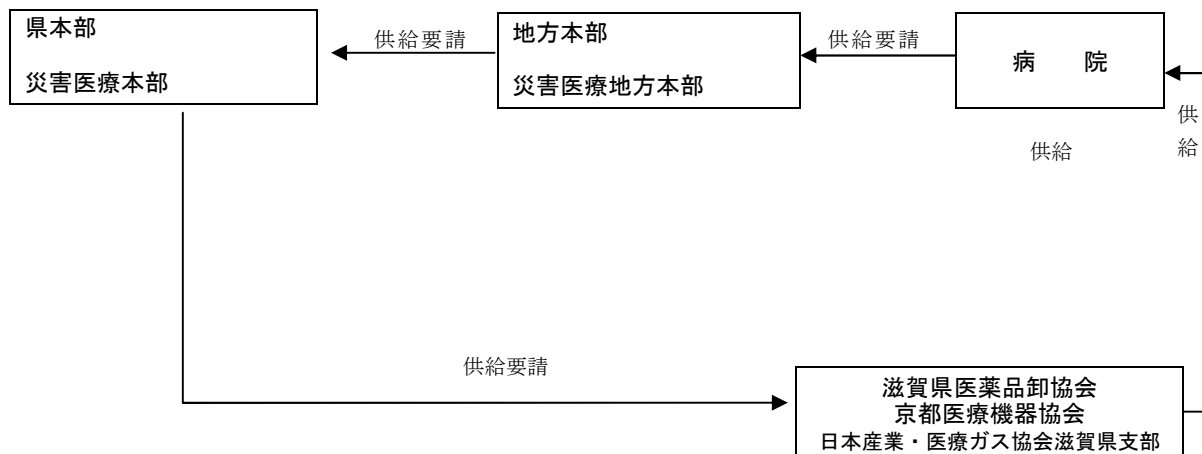 県本部
災害医療本部
供給要請
地方本部
災害医療地方本部
供給要請
病　　院
供給
供給
供給要請
滋賀県医薬品卸協会
京都医療機器協会
日本産業・医療ガス協会滋賀県支部